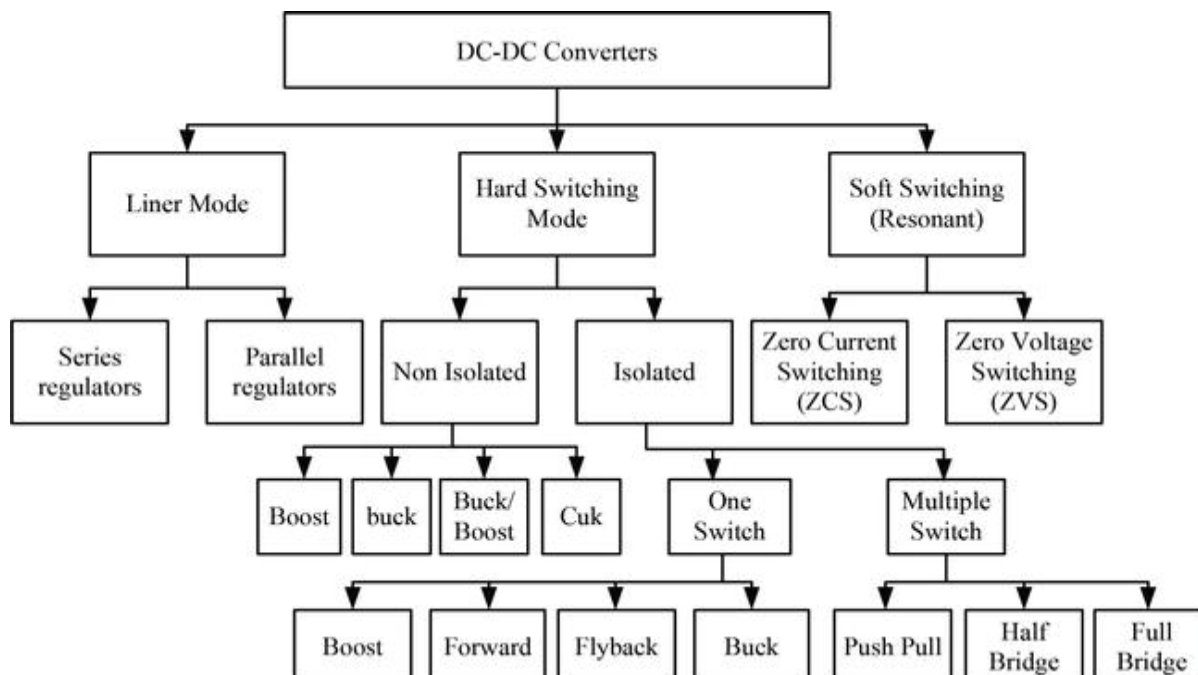 DC-DC Converters
Liner Mode
Hard Switching
Mode
Soft Switching
(Resonant)
Series
regulators
Parallel
regulators
Non Isolated
Isolated
Zero Current
Switching
(ZCS)
Zero Voltage
Switching
(ZVS)
Boost
buck
Buck/
Boost
Cuk
One
Switch
Multiple
Switch
Boost
Forward
Flyback
Buck
Push Pull
Half
Bridge
Full
Bridge